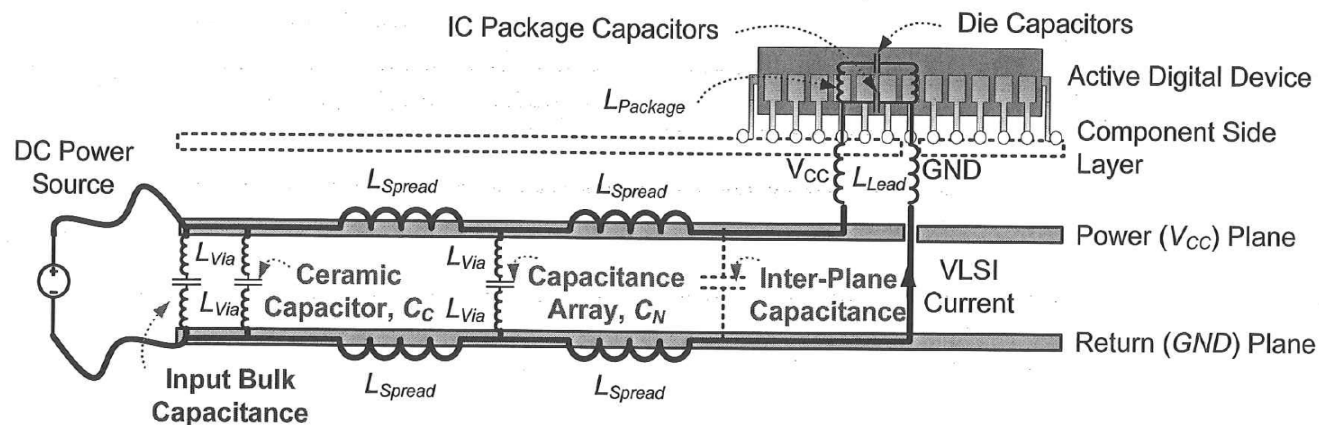 IC Package Capacitors
Die Capacitors
Active Digital Device
L_Package
Component Side
Layer
DC Power
Source
V_CC
L_Lead
GND
L_Spread
L_Spread
Power (V_CC) Plane
L_Via
L_Via
Ceramic
Capacitor, C_C
L_Via
L_Via
Capacitance
Array, C_N
Inter-Plane
Capacitance
VLSI
Current
Return (GND) Plane
L_Spread
L_Spread
Input Bulk
Capacitance